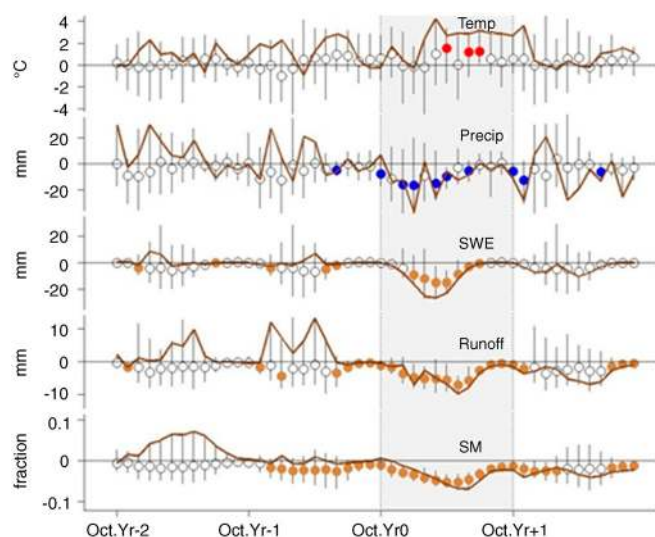 4
Temp
2
0
-2
-4
°C
20
Precip
0
-20
mm
20
SWE
0
-20
mm
10
Runoff
0
-10
mm
0.1
SM
0
-0.1
fraction
Oct.Yr-2 Oct.Yr-1 Oct.Yr0 Oct.Yr+1